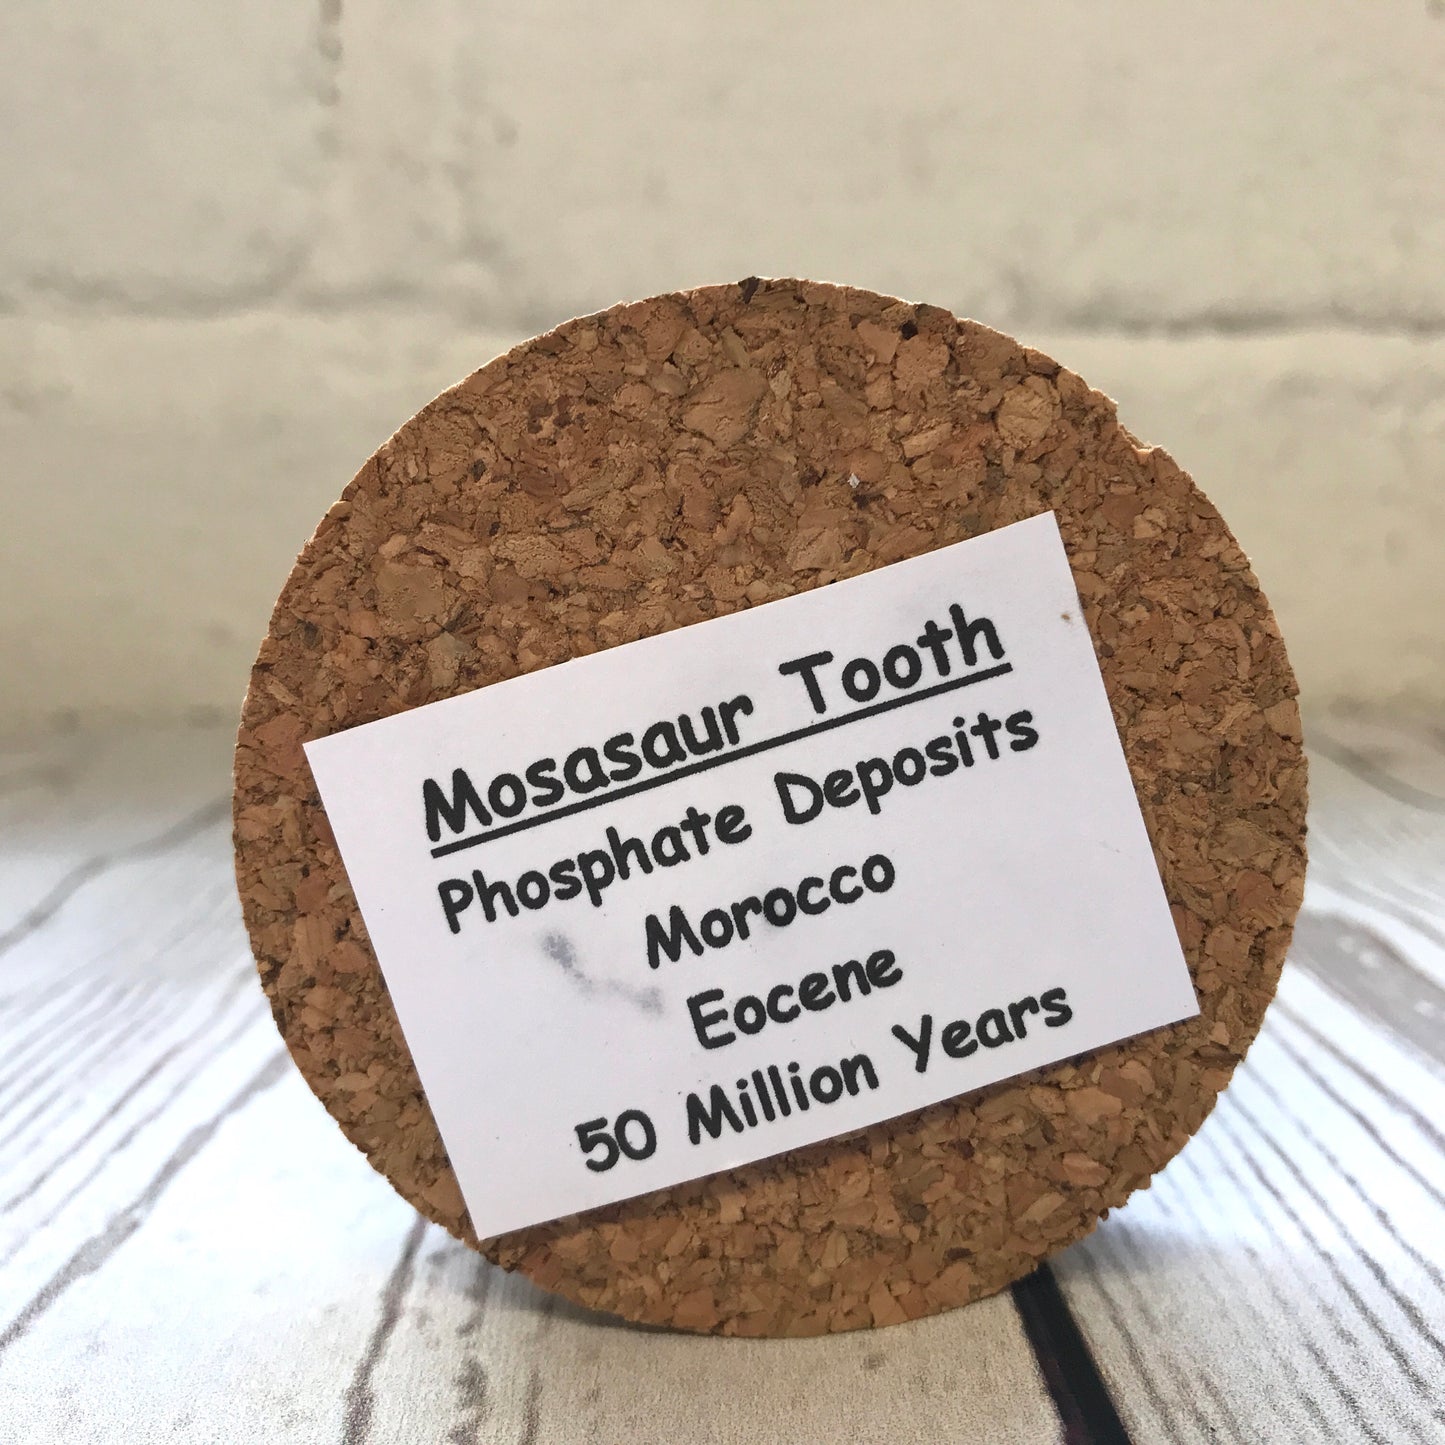 Mosasaur Tooth
Phosphate Deposits
Morocco
Eocene
50 Million Years